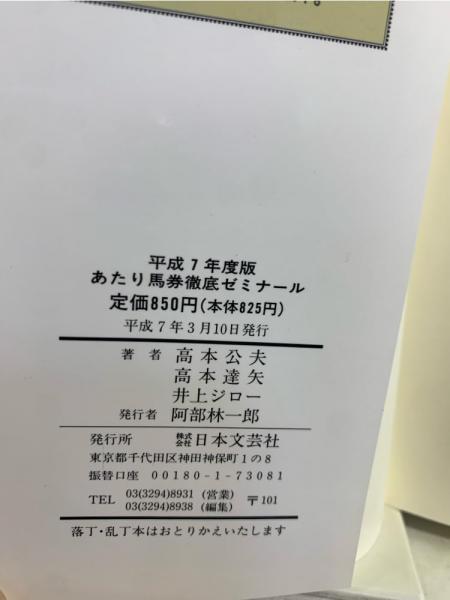 平成7年度版
あたり馬券徹底ゼミナール
定価850円(本体825円)
平成7年3月10日発行
著者 高本公夫
高本達矢
井上ジロー
発行者 阿部林一郎
発行所 株式会社日本文芸社
東京都千代田区神田神保町1の8
振替口座 00180-1-73081
TEL 03(3294)8931(営業) 〒101
03(3294)8938(編集)
落丁・乱丁本はおとりかえいたします